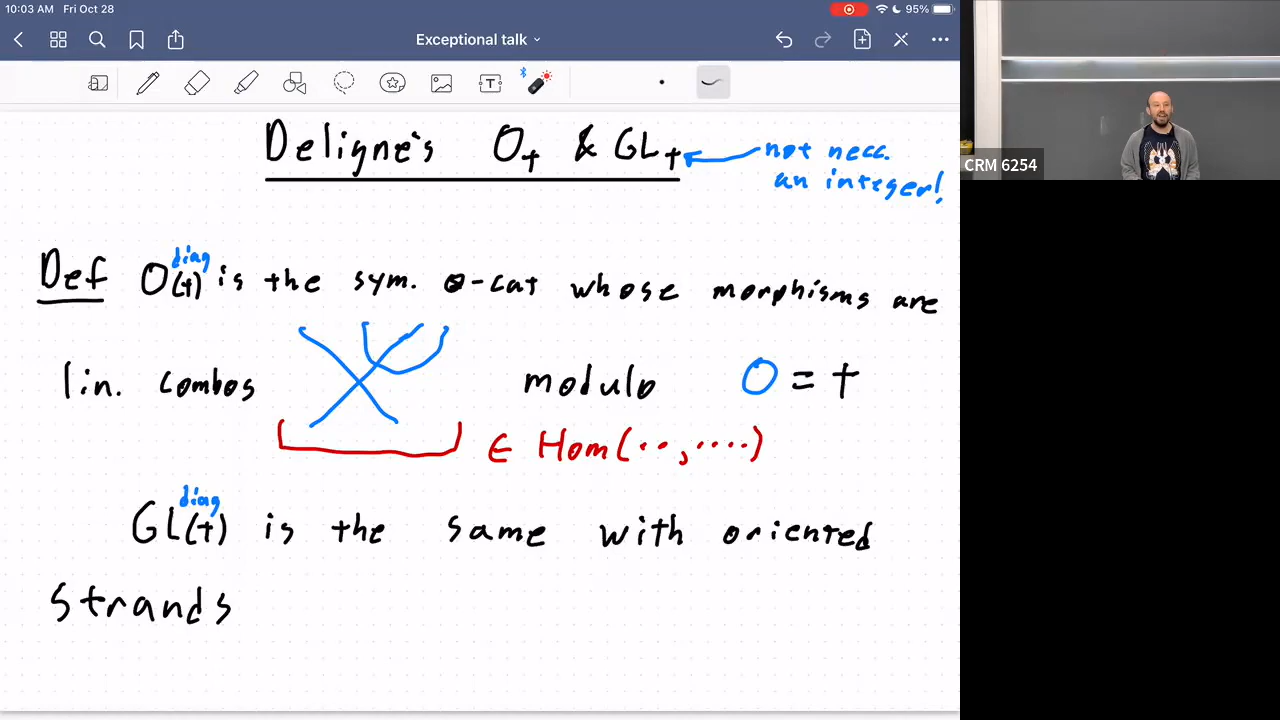 10:03 AM Fri Oct 28
95%
Exceptional talk
T
Deligne's O_t & GL_t
not necc.
an integer!
CRM 6254
Def O(t)^diag is the sym. ⊗-cat whose morphisms are
lin. combos modulo O = t
∈ Hom(··,····)
GL(t)^diag is the same with oriented
strands